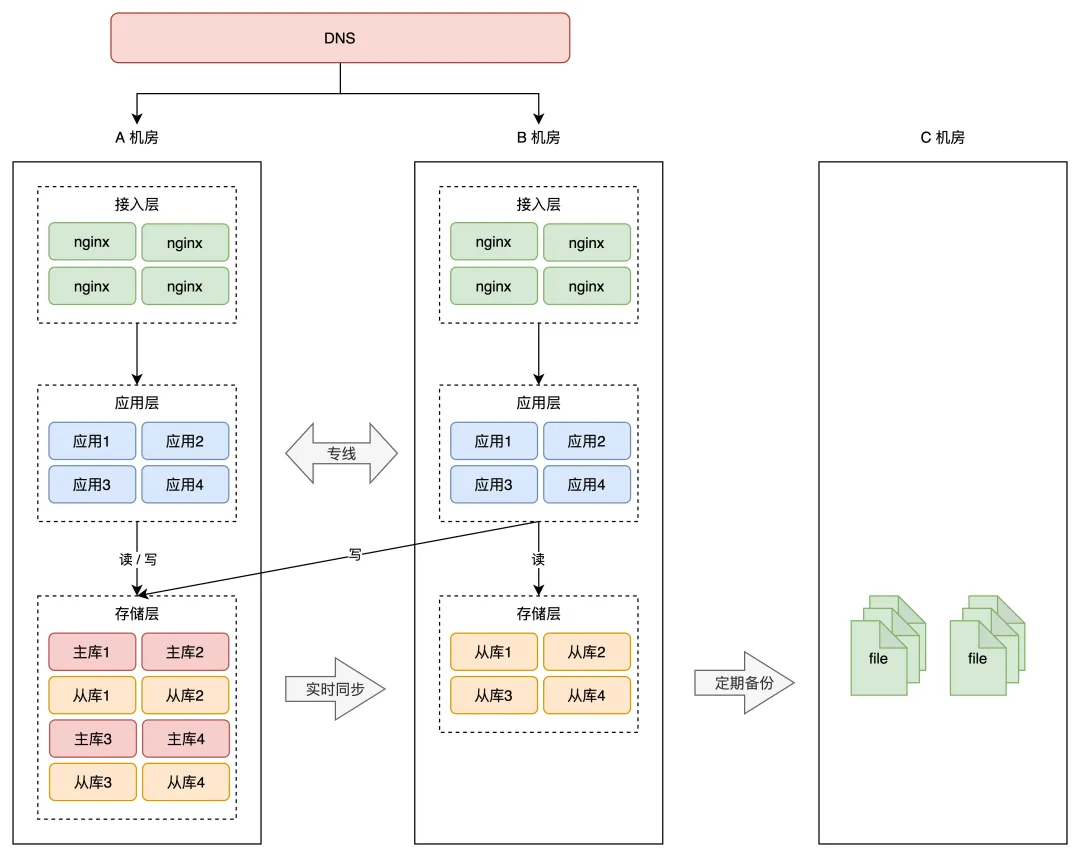 DNS
A 机房
B 机房
C 机房
接入层
nginx
nginx
nginx
nginx
应用层
应用1
应用2
应用3
应用4
读 / 写
存储层
主库1
主库2
从库1
从库2
主库3
主库4
从库3
从库4
专线
写
实时同步
接入层
nginx
nginx
nginx
nginx
应用层
应用1
应用2
应用3
应用4
读
存储层
从库1
从库2
从库3
从库4
定期备份
file
file